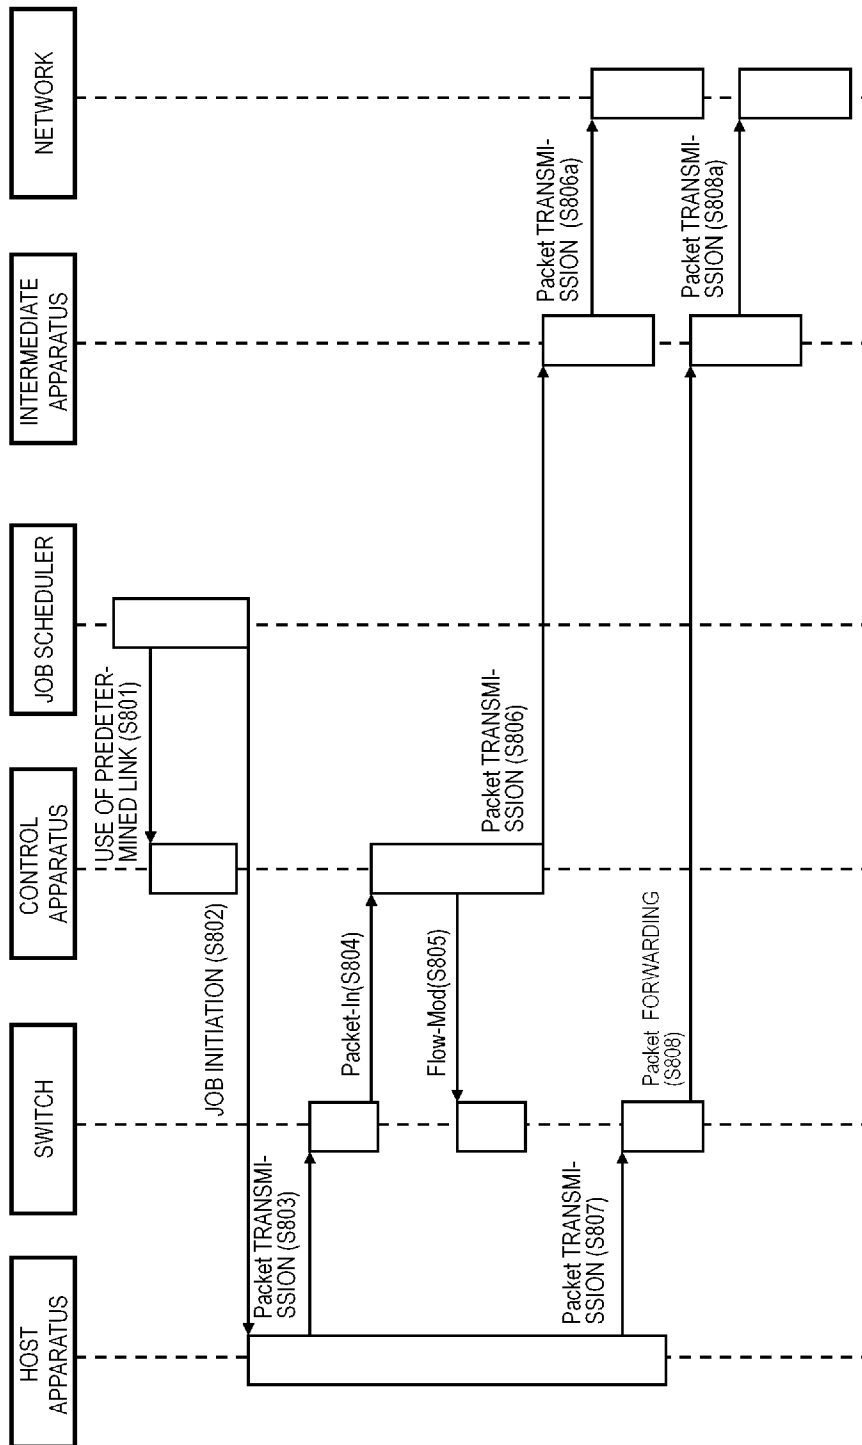 HOST
APPARATUS
SWITCH
CONTROL
APPARATUS
JOB SCHEDULER
INTERMEDIATE
APPARATUS
NETWORK
USE OF PREDETER-
MINED LINK (S801)
JOB INITIATION (S802)
Packet TRANSMI-
SSION (S803)
Packet-In(S804)
Flow-Mod(S805)
Packet TRANSMI-
SSION (S806)
Packet TRANSMI-
SSION (S806a)
Packet TRANSMI-
SSION (S807)
Packet FORWARDING
(S808)
Packet TRANSMI-
SSION (S808a)